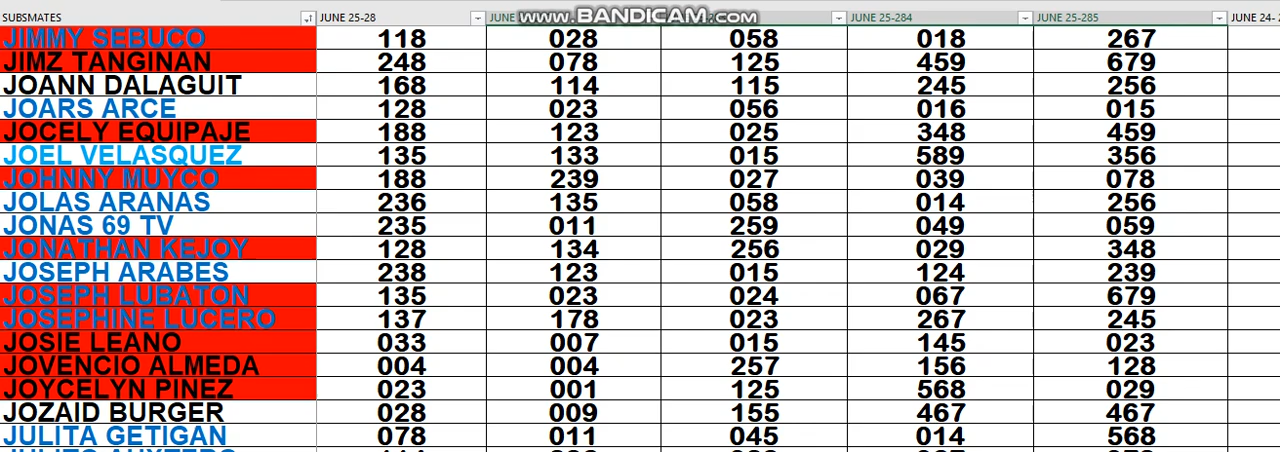 www.BANDICAM.com
SUBSMATES JUNE 25-28 JUNE JUNE 25-284 JUNE 25-285 JUNE 24-
JIMMY SEBUCO 118 028 058 018 267
JIMZ TANGINAN 248 078 125 459 679
JOANN DALAGUIT 168 114 115 245 256
JOARS ARCE 128 023 056 016 015
JOCELY EQUIPAJE 188 123 025 348 459
JOEL VELASQUEZ 135 133 015 589 356
JOHNNY MUYCO 188 239 027 039 078
JOLAS ARANAS 236 135 058 014 256
JONAS 69 TV 235 011 259 049 059
JONATHAN KEJOY 128 134 256 029 348
JOSEPH ARABES 238 123 015 124 239
JOSEPH LUBATON 135 023 024 067 679
JOSEPHINE LUCERO 137 178 023 267 245
JOSIE LEANO 033 007 015 145 023
JOVENCIO ALMEDA 004 004 257 156 128
JOYCELYN PINEZ 023 001 125 568 029
JOZAID BURGER 028 009 155 467 467
JULITA GETIGAN 078 011 045 014 568